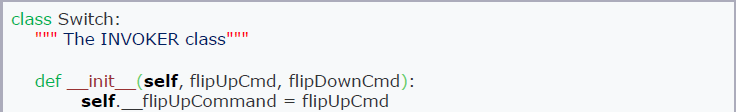 class Switch:
""" The INVOKER class"""
def __init__(self, flipUpCmd, flipDownCmd):
self.__flipUpCommand = flipUpCmd